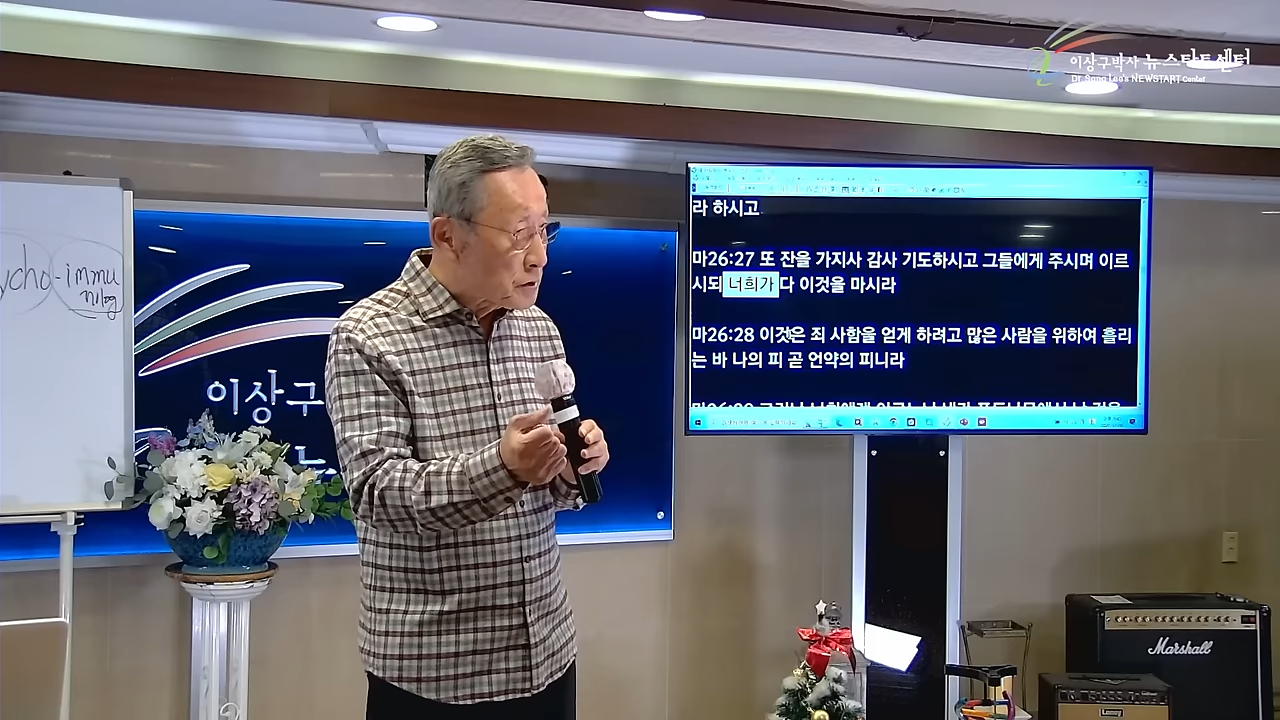 이상구박사 뉴스타트센터
Dr. Sang Lee's NEWSTART Center
ycho-immu
nlog
이상구
라 하시고
마26:27 또 잔을 가지사 감사 기도하시고 그들에게 주시며 이르
시되 너희가 다 이것을 마시라
마26:28 이것은 죄 사함을 얻게 하려고 많은 사람을 위하여 흘리
는 바 나의 피 곧 언약의 피니라
Marshall